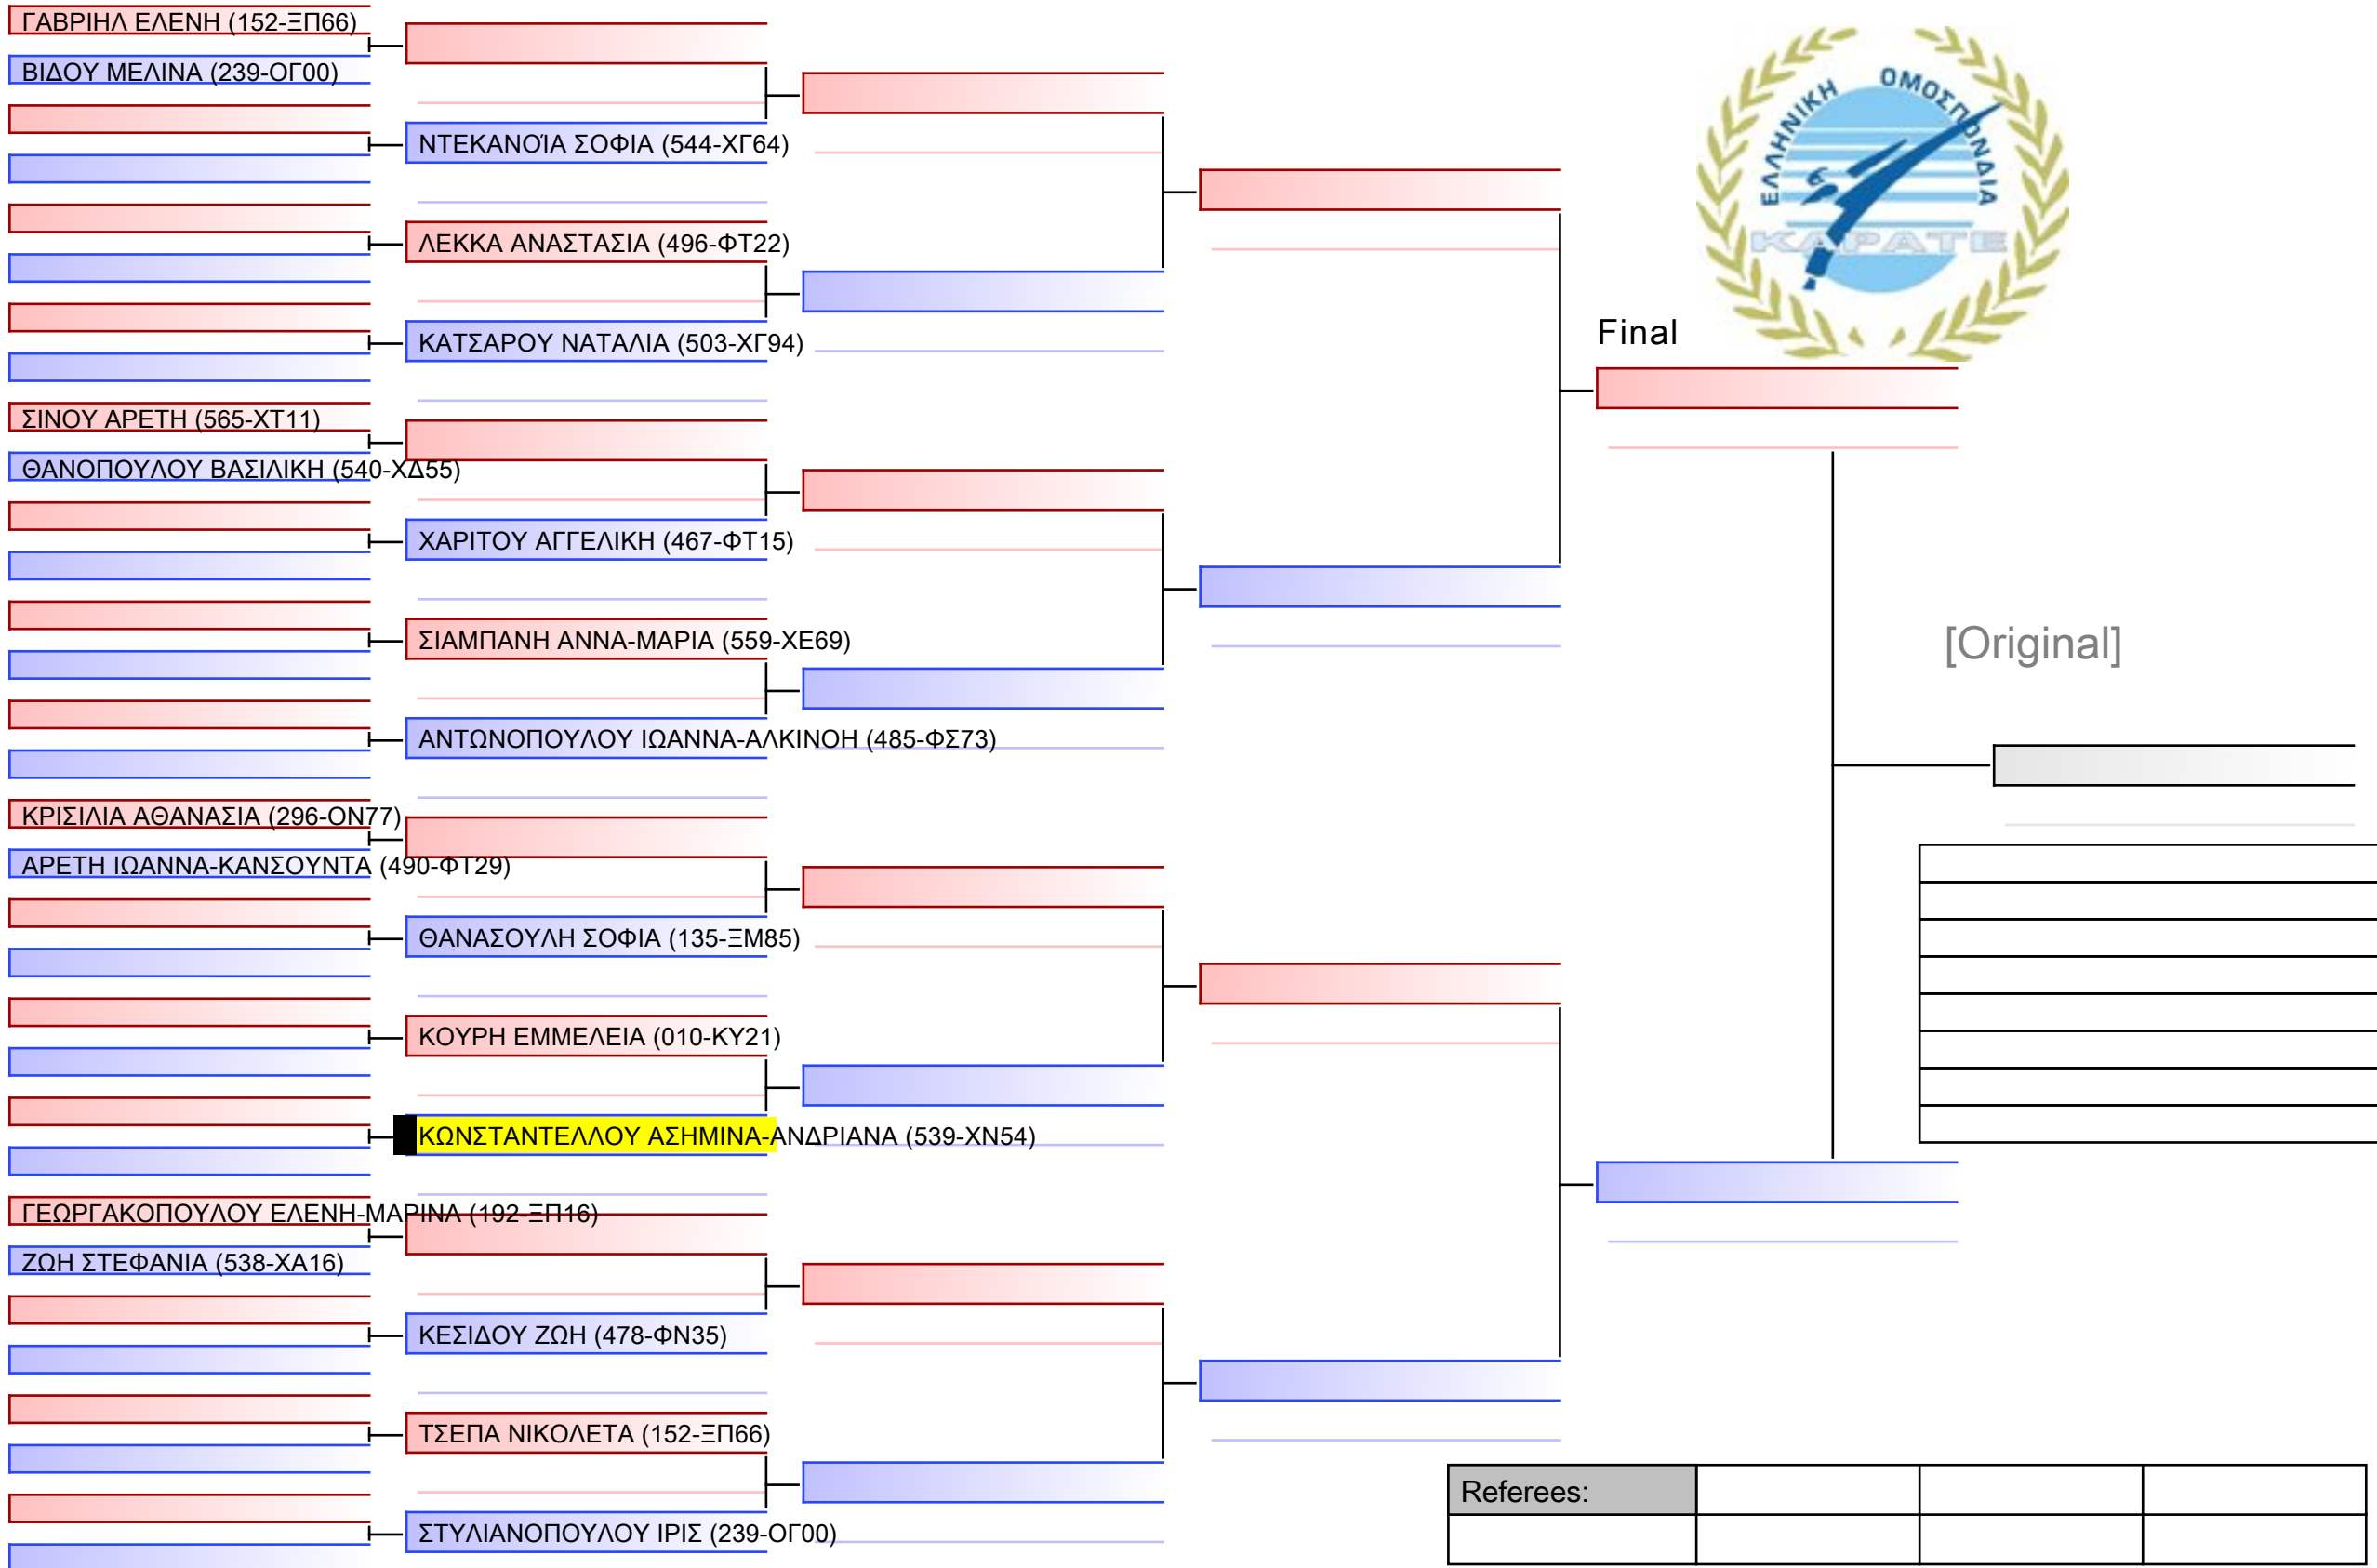 ΓΑΒΡΙΗΛ ΕΛΕΝΗ (152-ΞΠ66)
ΒΙΔΟΥ ΜΕΛΙΝΑ (239-ΟΓ00)
ΝΤΕΚΑΝΟΊΑ ΣΟΦΙΑ (544-ΧΓ64)
ΛΕΚΚΑ ΑΝΑΣΤΑΣΙΑ (496-ΦΤ22)
ΚΑΤΣΑΡΟΥ ΝΑΤΑΛΙΑ (503-ΧΓ94)
ΣΙΝΟΥ ΑΡΕΤΗ (565-ΧΤ11)
ΘΑΝΟΠΟΥΛΟΥ ΒΑΣΙΛΙΚΗ (540-ΧΔ55)
ΧΑΡΙΤΟΥ ΑΓΓΕΛΙΚΗ (467-ΦΤ15)
ΣΙΑΜΠΑΝΗ ΑΝΝΑ-ΜΑΡΙΑ (559-ΧΕ69)
ΑΝΤΩΝΟΠΟΥΛΟΥ ΙΩΑΝΝΑ-ΑΛΚΙΝΟΗ (485-ΦΣ73)
ΚΡΙΣΙΛΙΑ ΑΘΑΝΑΣΙΑ (296-ΟΝ77)
ΑΡΕΤΗ ΙΩΑΝΝΑ-ΚΑΝΣΟΥΝΤΑ (490-ΦΤ29)
ΘΑΝΑΣΟΥΛΗ ΣΟΦΙΑ (135-ΞΜ85)
ΚΟΥΡΗ ΕΜΜΕΛΕΙΑ (010-ΚΥ21)
ΚΩΝΣΤΑΝΤΕΛΛΟΥ ΑΣΗΜΙΝΑ-ΑΝΔΡΙΑΝΑ (539-ΧΝ54)
ΓΕΩΡΓΑΚΟΠΟΥΛΟΥ ΕΛΕΝΗ-ΜΑΡΙΝΑ (192-ΞΠ16)
ΖΩΗ ΣΤΕΦΑΝΙΑ (538-ΧΑ16)
ΚΕΣΙΔΟΥ ΖΩΗ (478-ΦΝ35)
ΤΣΕΠΑ ΝΙΚΟΛΕΤΑ (152-ΞΠ66)
ΣΤΥΛΙΑΝΟΠΟΥΛΟΥ ΙΡΙΣ (239-ΟΓ00)
ΕΛΛΗΝΙΚΗ ΟΜΟΣΠΟΝΔΙΑ
ΚΑΡΑΤΕ
Final
[Original]
Referees: